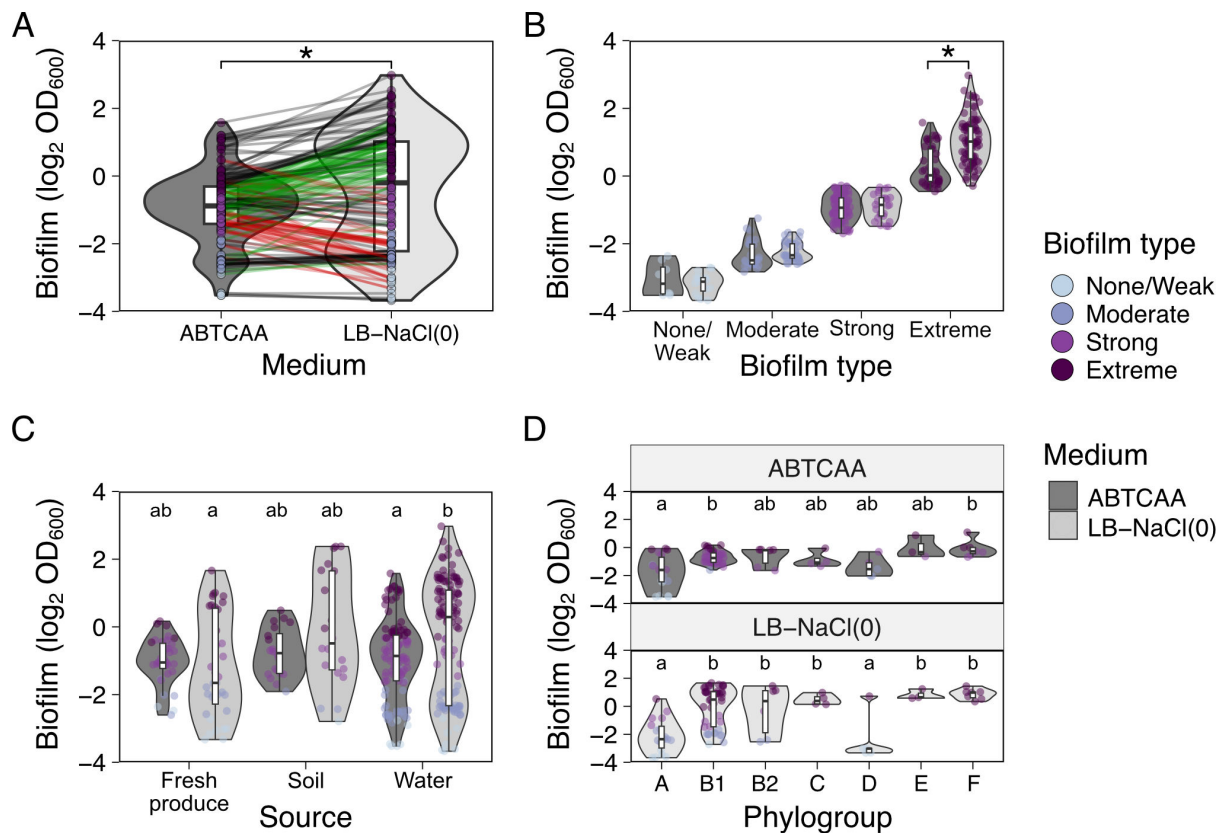 A
Biofilm (log2 OD600)
4
2
0
−2
−4
*
ABTCAA
LB−NaCl(0)
Medium
B
Biofilm (log2 OD600)
4
2
0
−2
−4
*
None/
Weak
Moderate
Strong
Extreme
Biofilm type
Biofilm type
None/Weak
Moderate
Strong
Extreme
C
Biofilm (log2 OD600)
4
2
0
−2
−4
ab a ab ab a b
Fresh
produce
Soil
Water
Source
D
Biofilm (log2 OD600)
ABTCAA
4
2
0
−2
−4
a b ab ab ab ab b
LB−NaCl(0)
4
2
0
−2
−4
a b b b a b b
A B1 B2 C D E F
Phylogroup
Medium
ABTCAA
LB−NaCl(0)